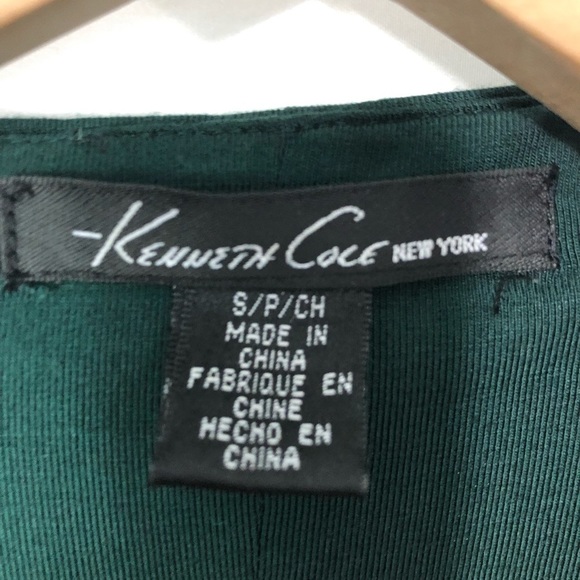 -Kenneth Cole NEW YORK
S/P/CH
MADE IN
CHINA
FABRIQUE EN
CHINE
HECHO EN
CHINA